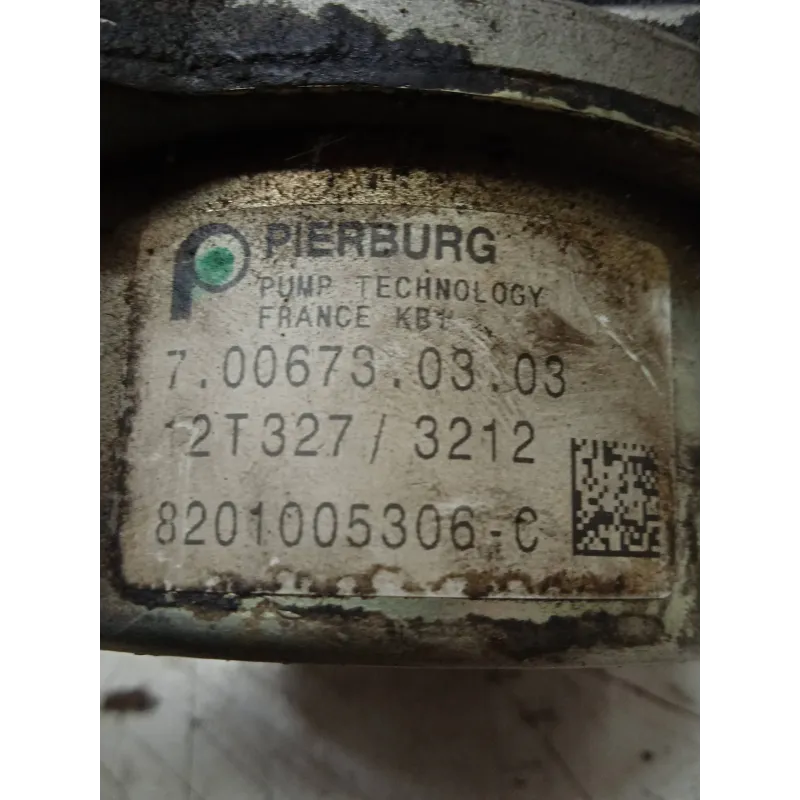 PIERBURG
PUMP TECHNOLOGY
FRANCE KB1
7.00673.03.03
12T327 / 3212
8201005306-C